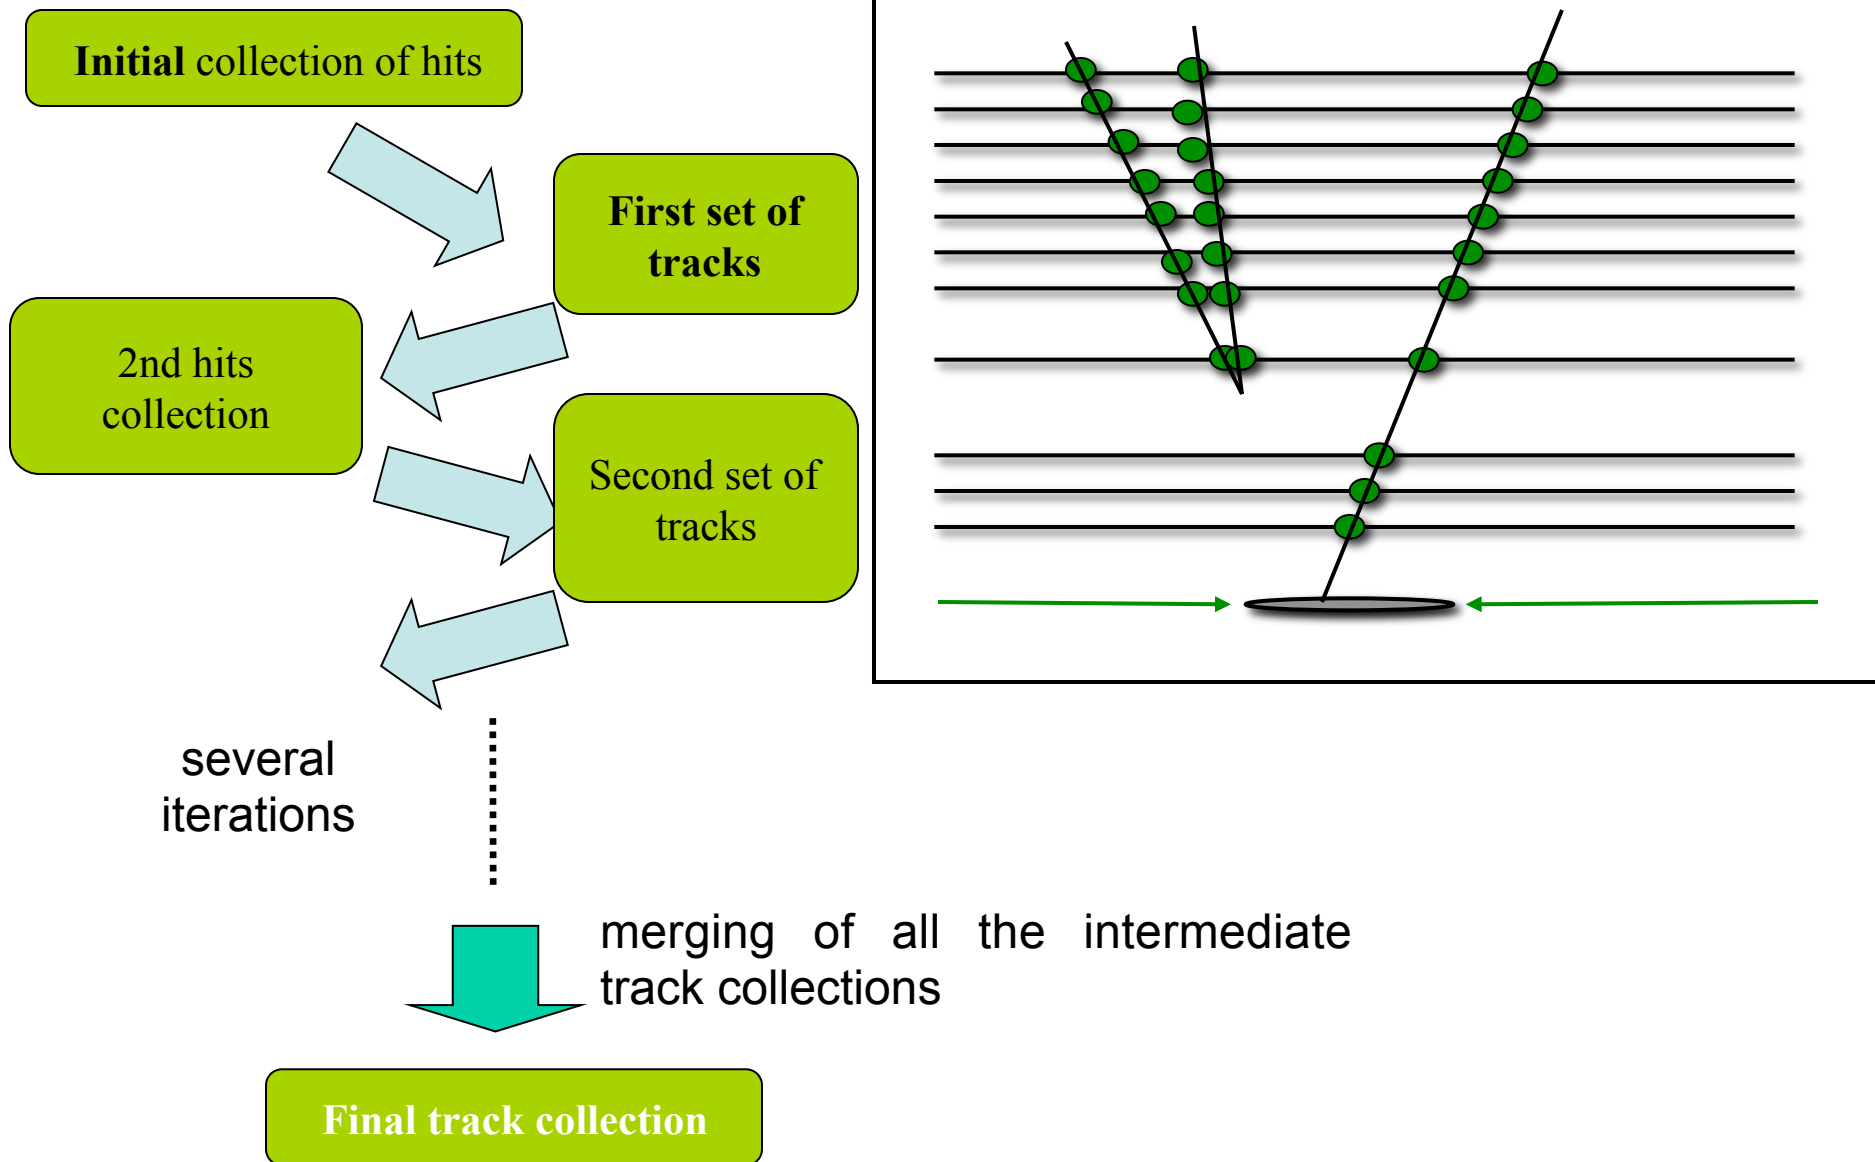 Initial collection of hits
First set of
tracks
2nd hits
collection
Second set of
tracks
several
iterations
merging of all the intermediate
track collections
Final track collection